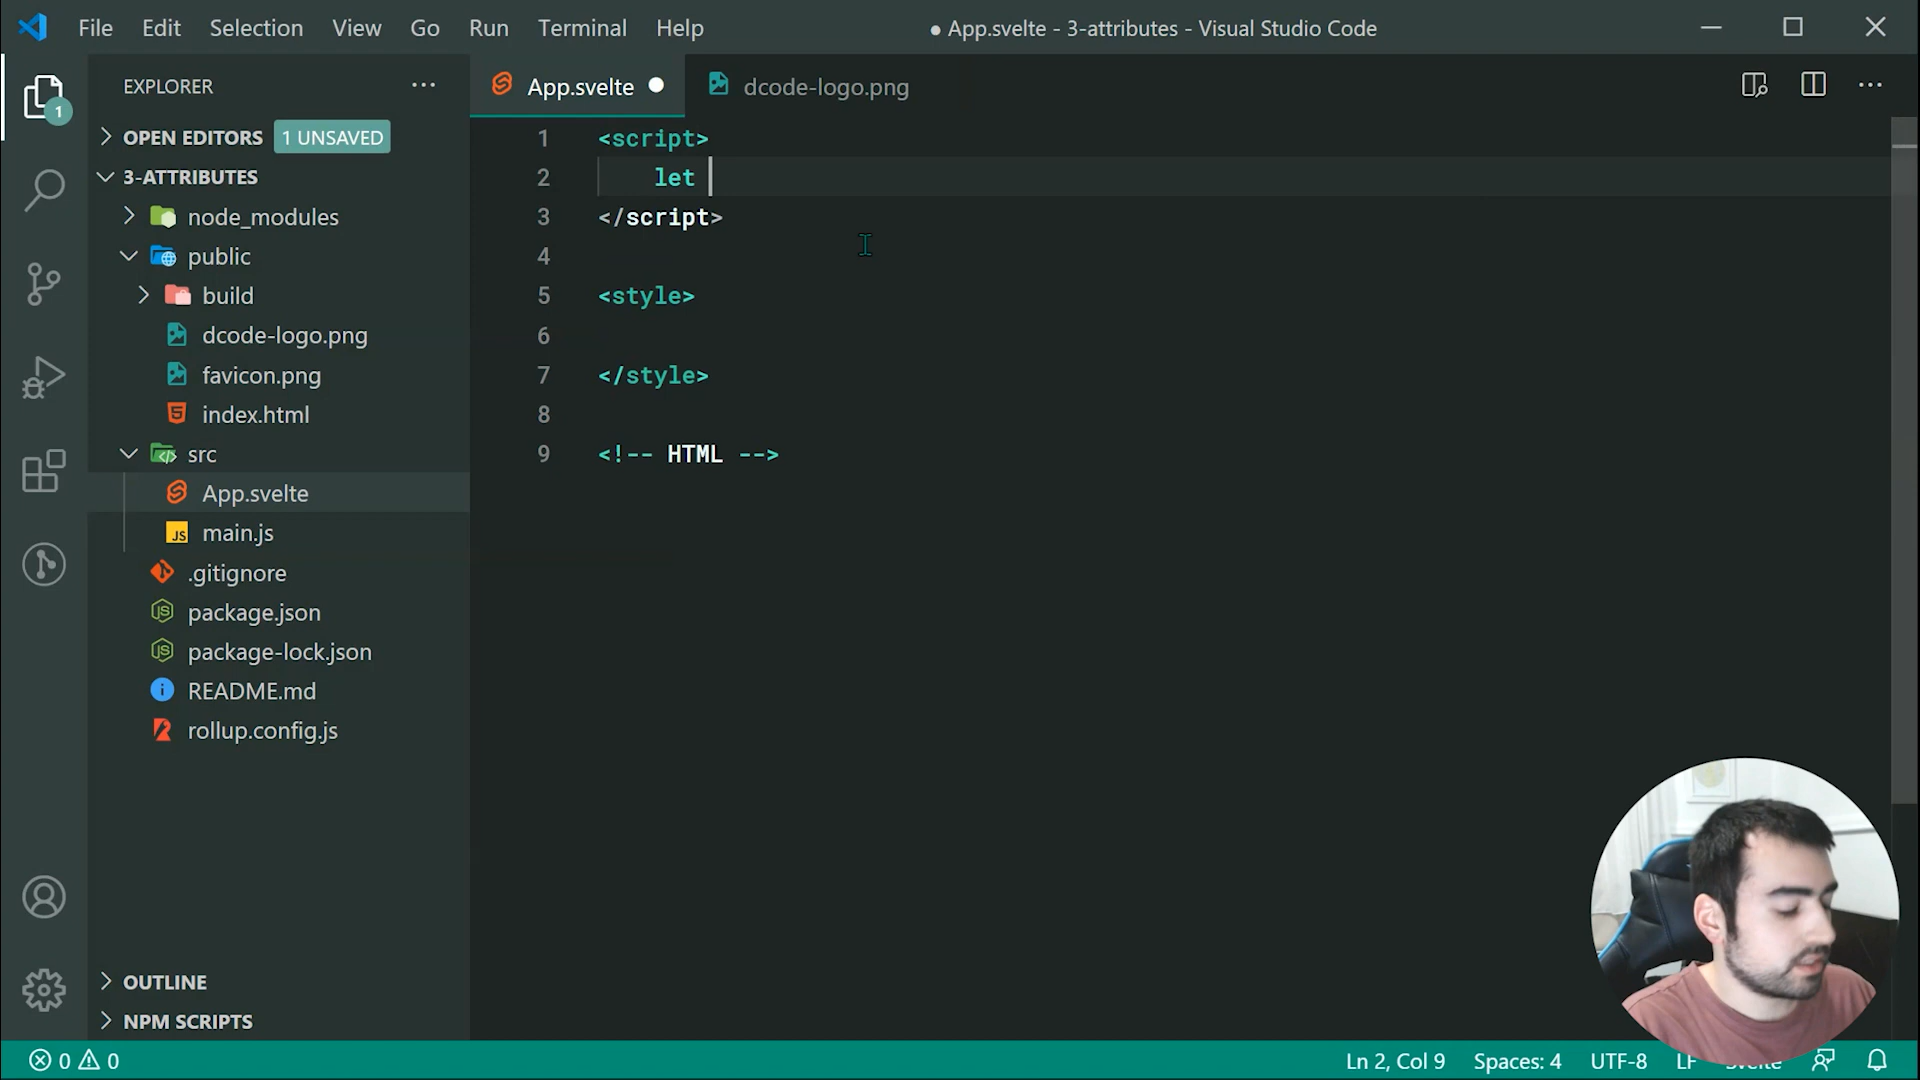 File Edit Selection View Go Run Terminal Help
● App.svelte - 3-attributes - Visual Studio Code
EXPLORER
1
OPEN EDITORS 1 UNSAVED
3-ATTRIBUTES
node_modules
public
build
dcode-logo.png
favicon.png
index.html
src
App.svelte
JS main.js
.gitignore
package.json
package-lock.json
README.md
rollup.config.js
OUTLINE
NPM SCRIPTS
App.svelte ● dcode-logo.png
1 <script>
2 let
3 </script>
4
5 <style>
6
7 </style>
8
9 <!-- HTML -->
0 0 Ln 2, Col 9 Spaces: 4 UTF-8 LF Svelte